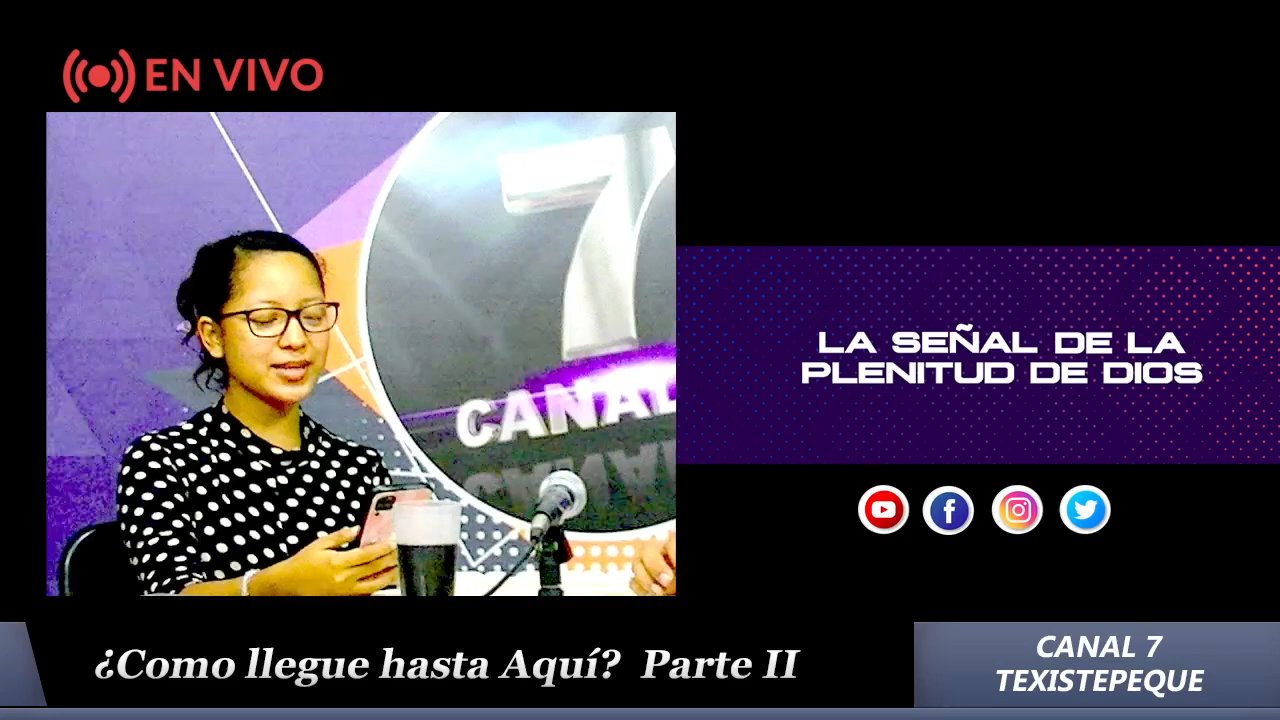 EN VIVO
7
CANAL
LA SEÑAL DE LA
PLENITUD DE DIOS
¿Como llegue hasta Aquí?  Parte II
CANAL 7
TEXISTEPEQUE